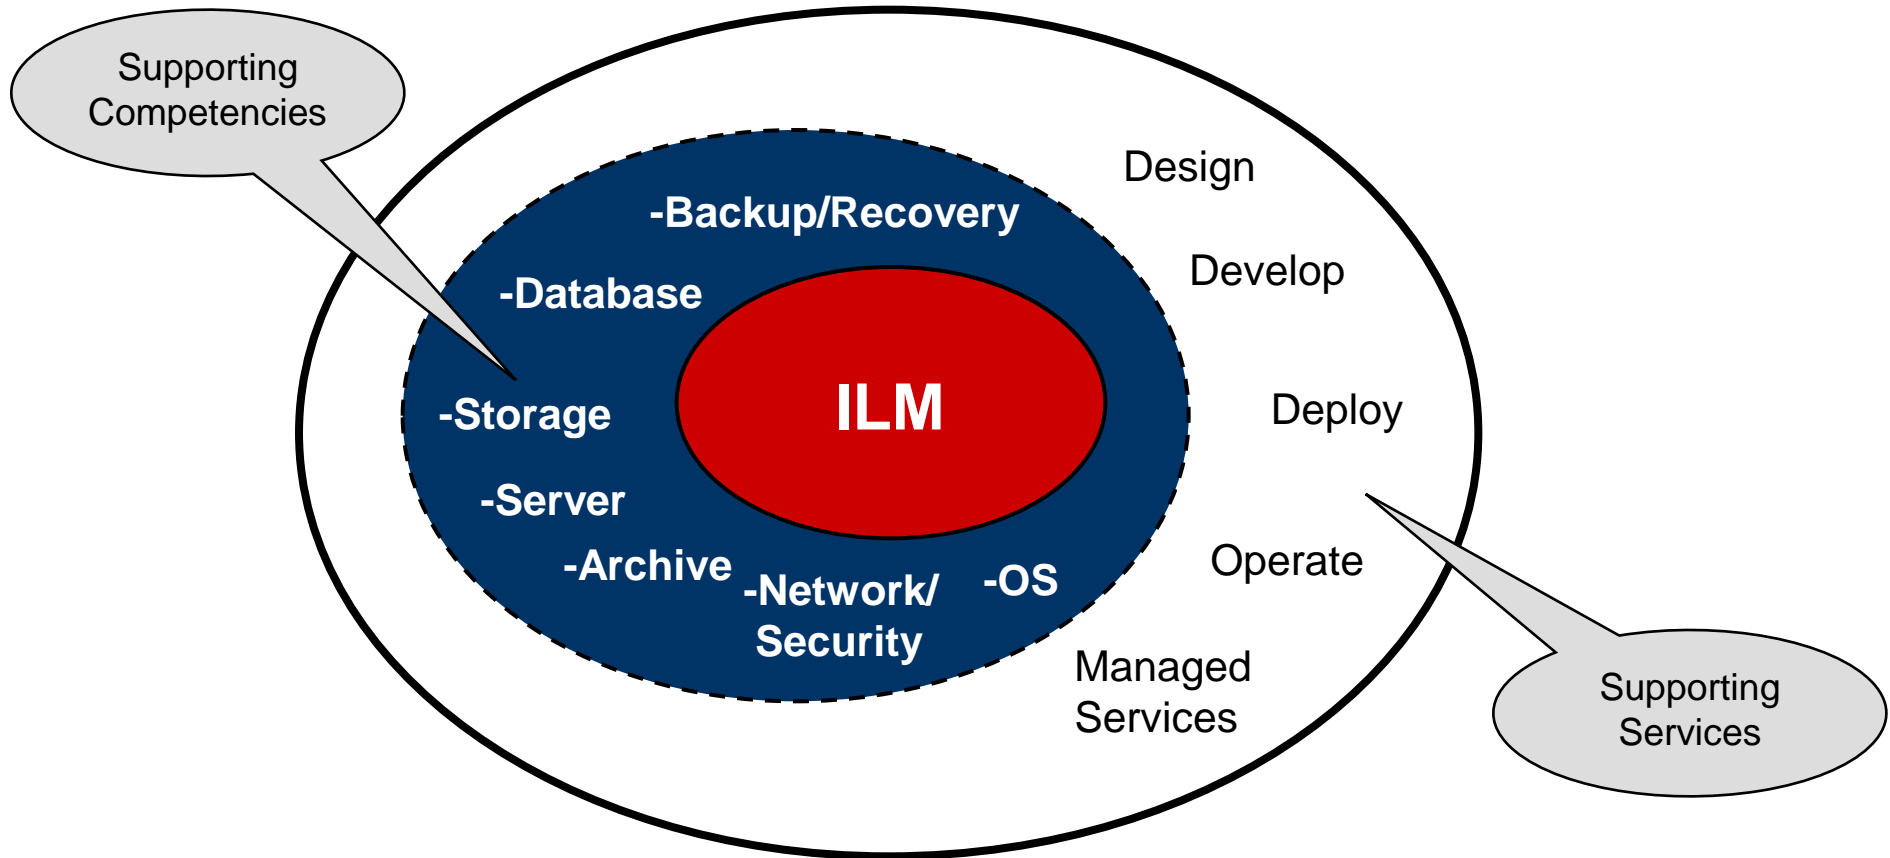 Supporting
Competencies
-Backup/Recovery
-Database
-Storage
-Server
-Archive
-Network/
Security
-OS
ILM
Design
Develop
Deploy
Operate
Managed
Services
Supporting
Services